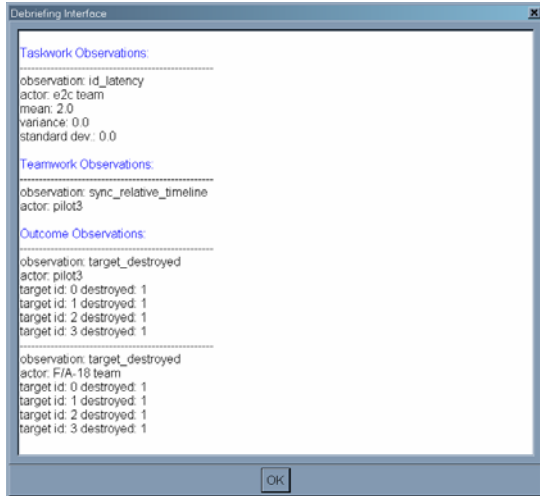 Debriefing Interface
Taskwork Observations:
observation: id_latency
actor: e2c team
mean: 2.0
variance: 0.0
standard dev.: 0.0
Teamwork Observations:
observation: sync_relative_timeline
actor: pilot3
Outcome Observations:
observation: target_destroyed
actor: pilot3
target id: 0 destroyed: 1
target id: 1 destroyed: 1
target id: 2 destroyed: 1
target id: 3 destroyed: 1
observation: target_destroyed
actor: F/A-18 team
target id: 0 destroyed: 1
target id: 1 destroyed: 1
target id: 2 destroyed: 1
target id: 3 destroyed: 1
OK